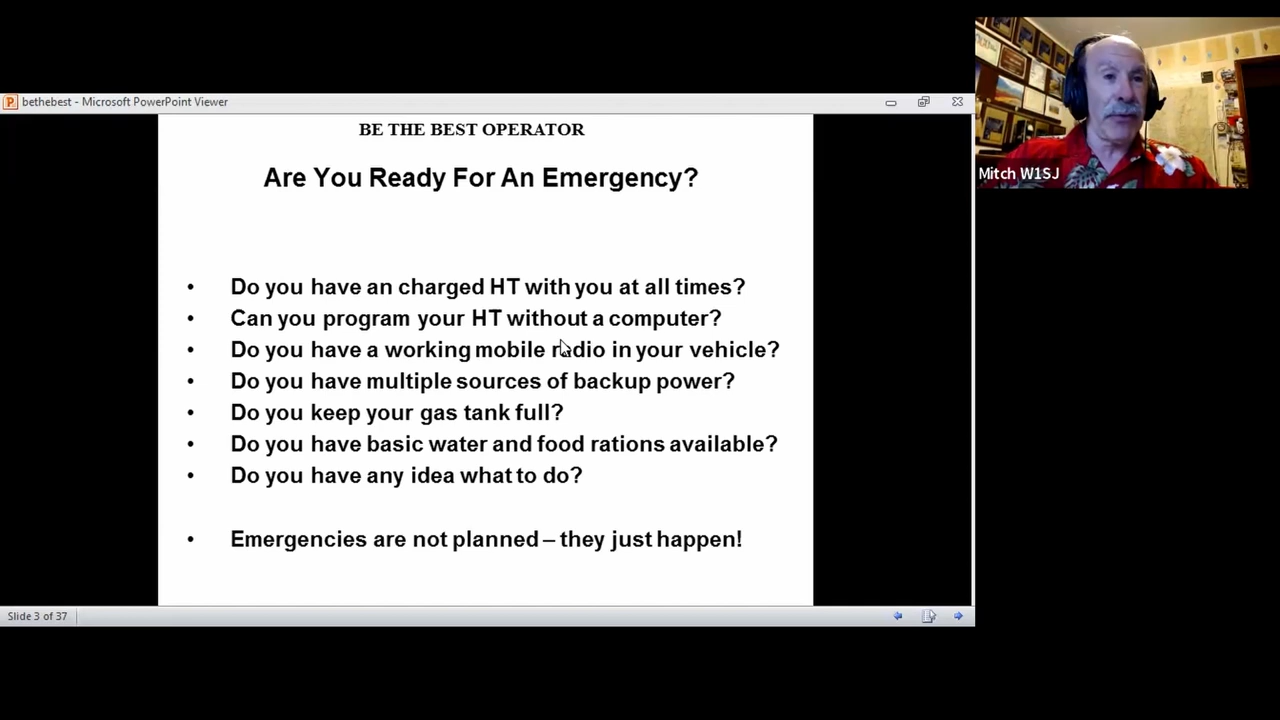 bethebest - Microsoft PowerPoint Viewer
BE THE BEST OPERATOR
Are You Ready For An Emergency?
• Do you have an charged HT with you at all times?
• Can you program your HT without a computer?
• Do you have a working mobile radio in your vehicle?
• Do you have multiple sources of backup power?
• Do you keep your gas tank full?
• Do you have basic water and food rations available?
• Do you have any idea what to do?
• Emergencies are not planned – they just happen!
Slide 3 of 37
Mitch W1SJ